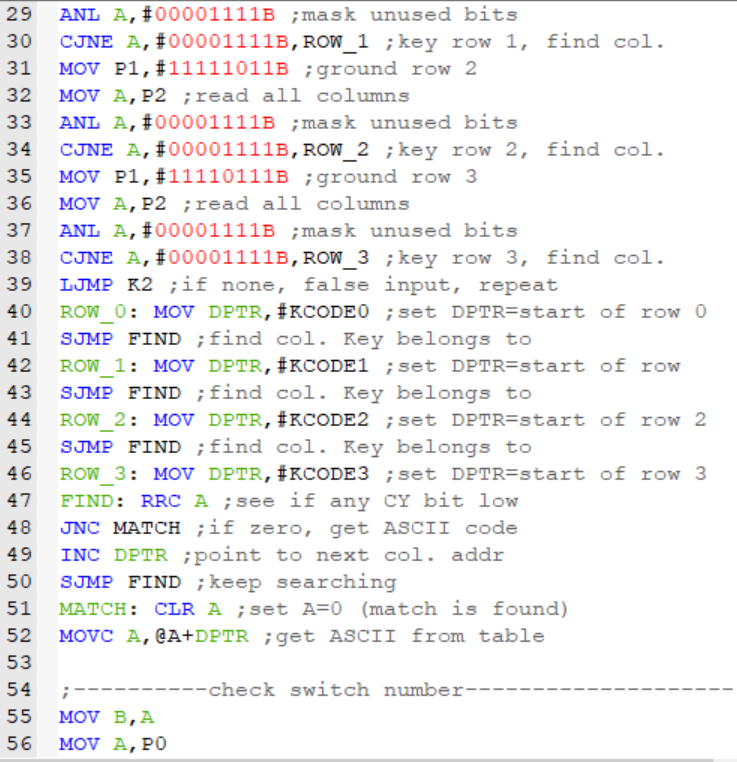 29 ANL A,#00001111B ;mask unused bits
30 CJNE A,#00001111B,ROW_1 ;key row 1, find col.
31 MOV P1,#11111011B ;ground row 2
32 MOV A,P2 ;read all columns
33 ANL A,#00001111B ;mask unused bits
34 CJNE A,#00001111B,ROW_2 ;key row 2, find col.
35 MOV P1,#11110111B ;ground row 3
36 MOV A,P2 ;read all columns
37 ANL A,#00001111B ;mask unused bits
38 CJNE A,#00001111B,ROW_3 ;key row 3, find col.
39 LJMP K2 ;if none, false input, repeat
40 ROW_0: MOV DPTR,#KCODE0 ;set DPTR=start of row 0
41 SJMP FIND ;find col. Key belongs to
42 ROW_1: MOV DPTR,#KCODE1 ;set DPTR=start of row
43 SJMP FIND ;find col. Key belongs to
44 ROW_2: MOV DPTR,#KCODE2 ;set DPTR=start of row 2
45 SJMP FIND ;find col. Key belongs to
46 ROW_3: MOV DPTR,#KCODE3 ;set DPTR=start of row 3
47 FIND: RRC A ;see if any CY bit low
48 JNC MATCH ;if zero, get ASCII code
49 INC DPTR ;point to next col. addr
50 SJMP FIND ;keep searching
51 MATCH: CLR A ;set A=0 (match is found)
52 MOVC A,@A+DPTR ;get ASCII from table
53
54 ;----------check switch number--------------------
55 MOV B,A
56 MOV A,P0